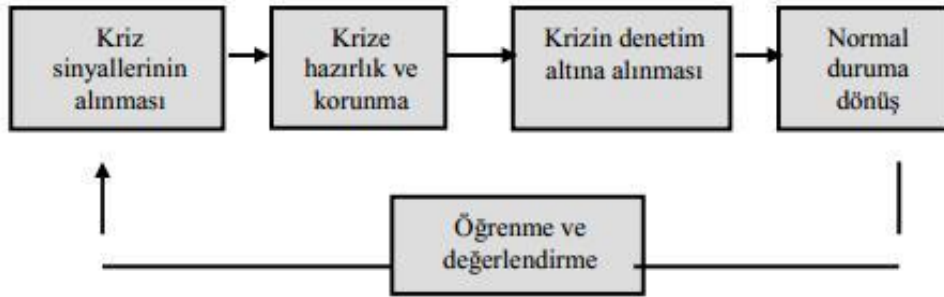 Kriz
sinyallerinin
alınması
Krize
hazırlık ve
korunma
Krizin denetim
altına alınması
Normal
duruma
dönüş
Öğrenme ve
değerlendirme